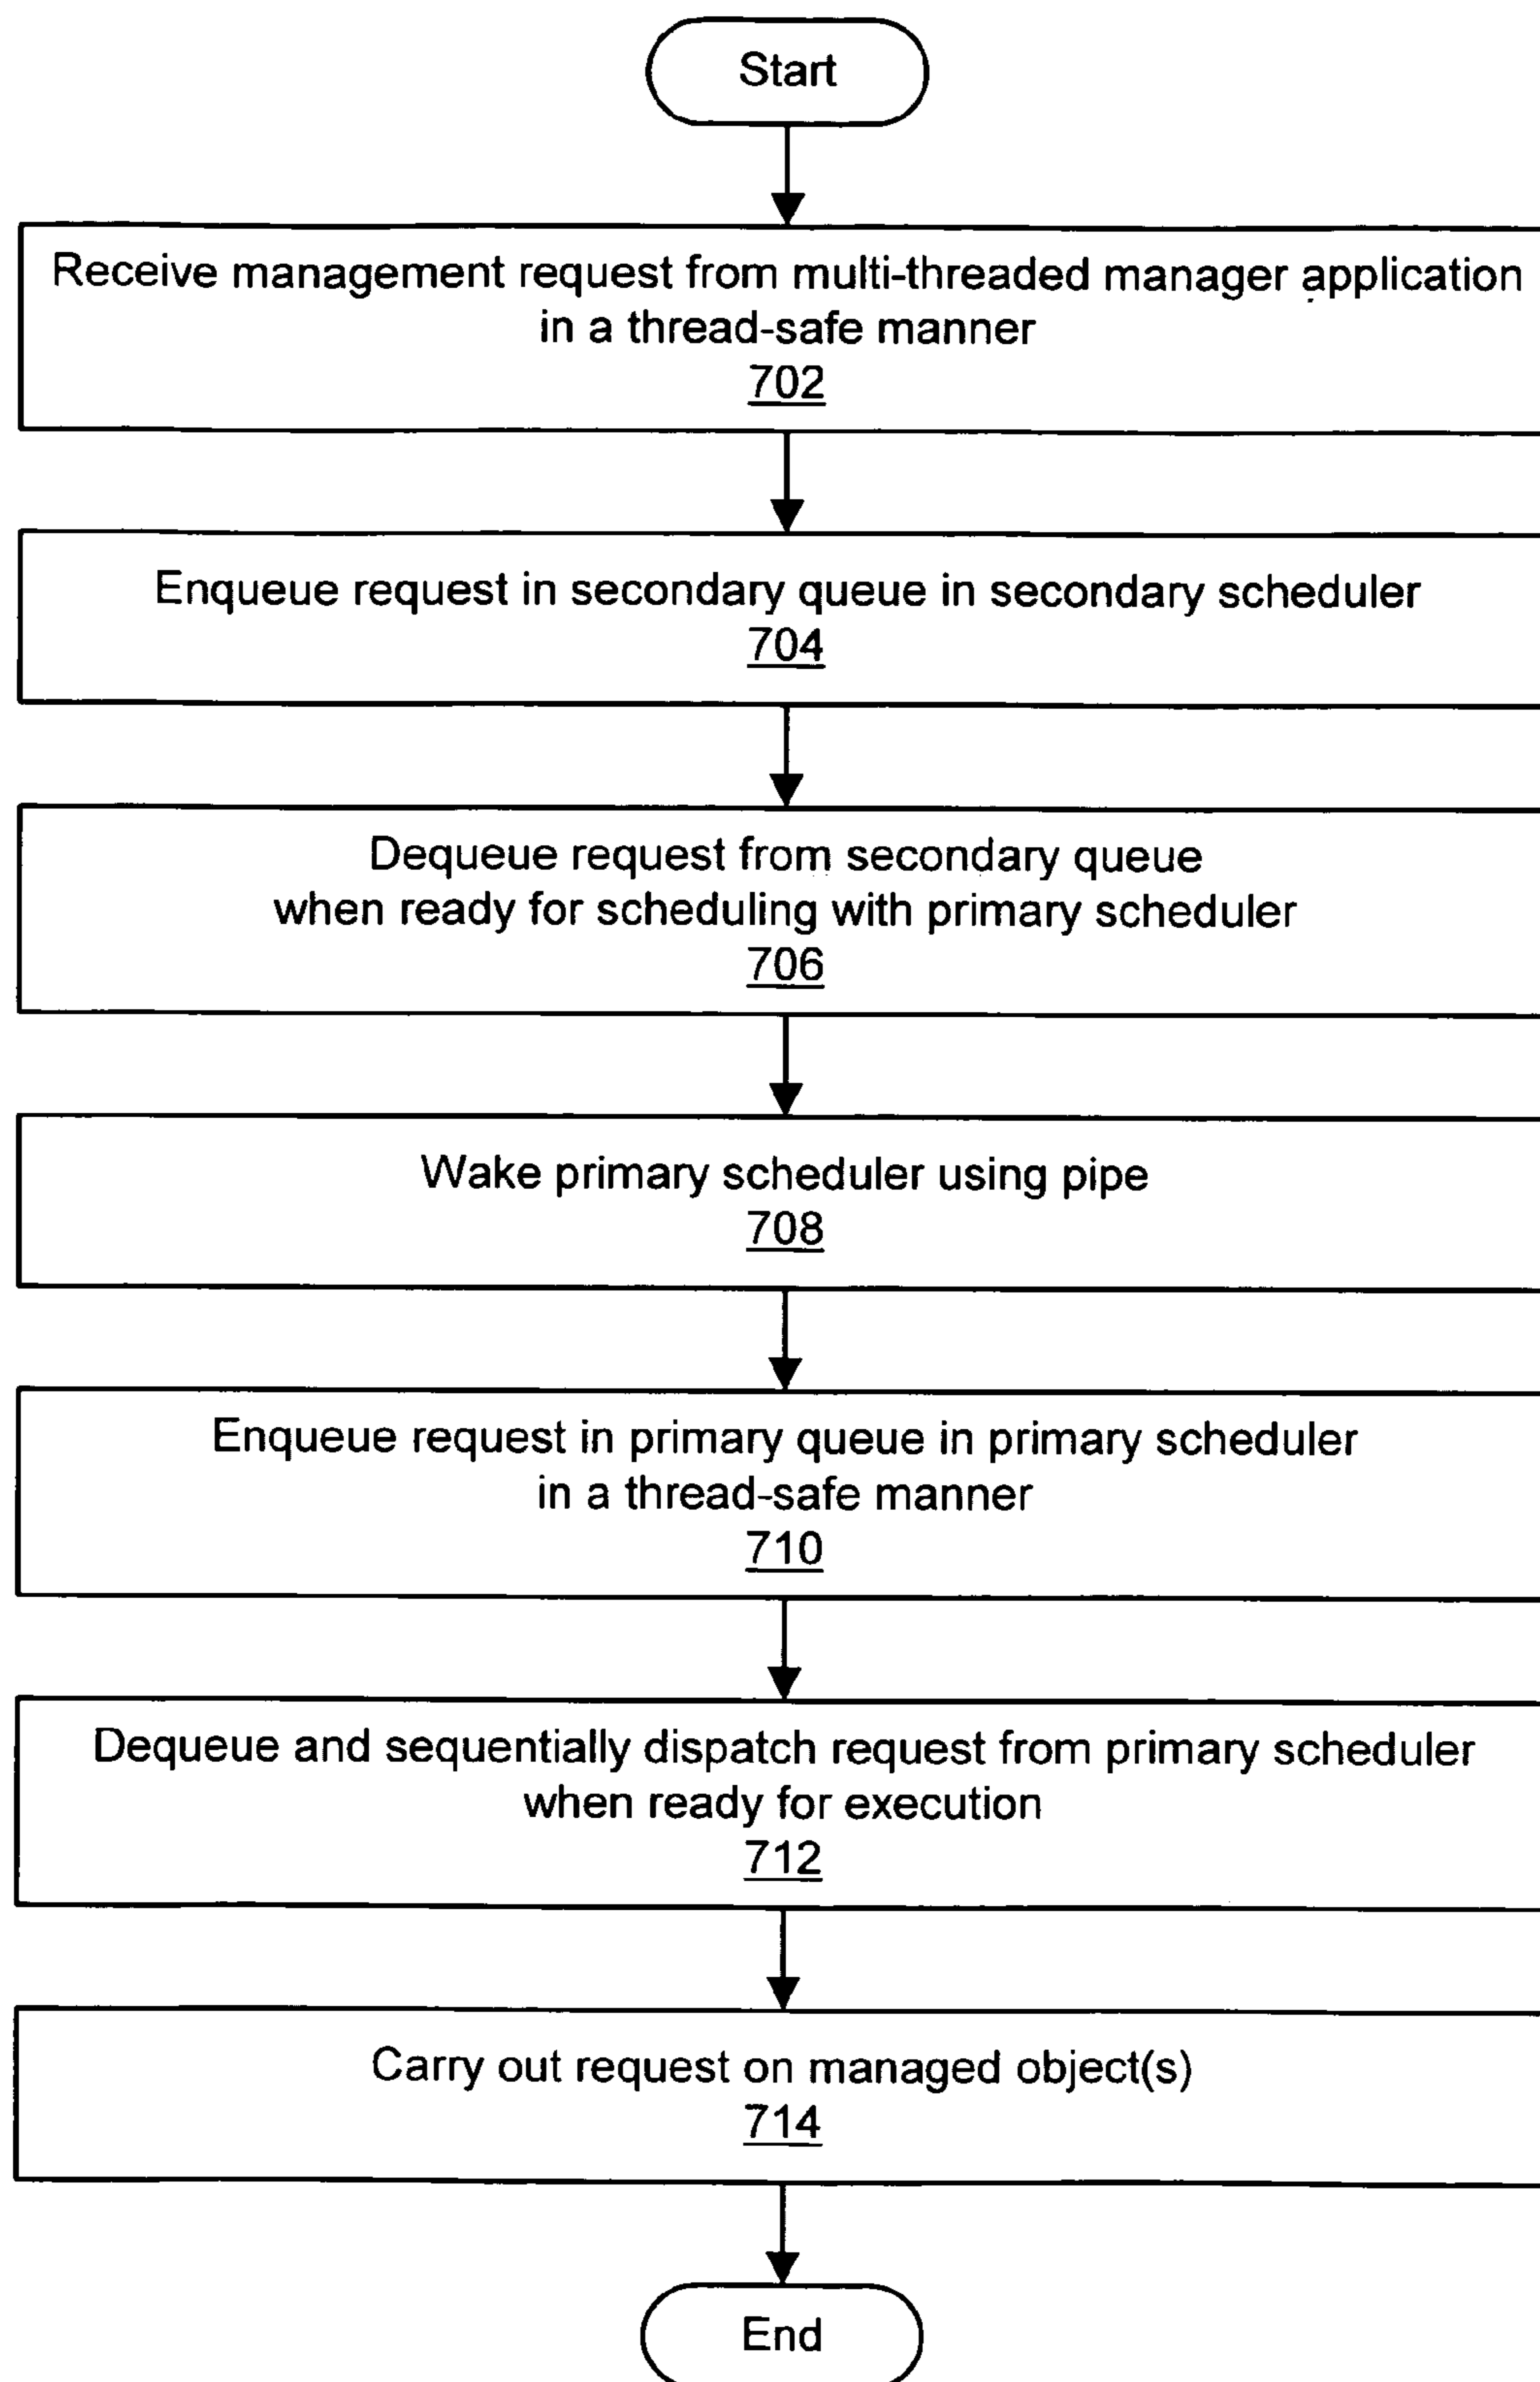 Start
Receive management request from multi-threaded manager application
in a thread-safe manner
702
Enqueue request in secondary queue in secondary scheduler
704
Dequeue request from secondary queue
when ready for scheduling with primary scheduler
706
Wake primary scheduler using pipe
708
Enqueue request in primary queue in primary scheduler
in a thread-safe manner
710
Dequeue and sequentially dispatch request from primary scheduler
when ready for execution
712
Carry out request on managed object(s)
714
End